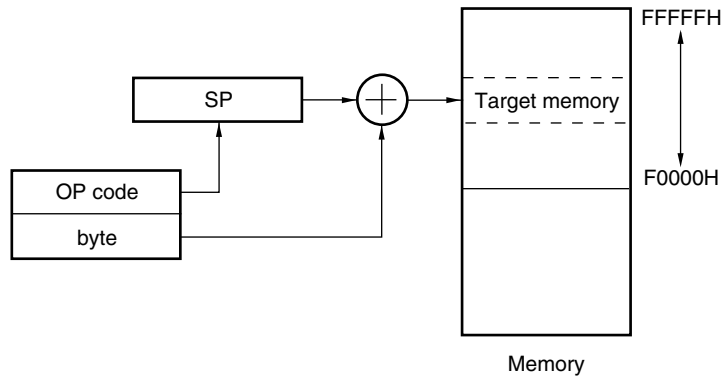 FFFFFH
SP
Target memory
OP code
F0000H
byte
Memory